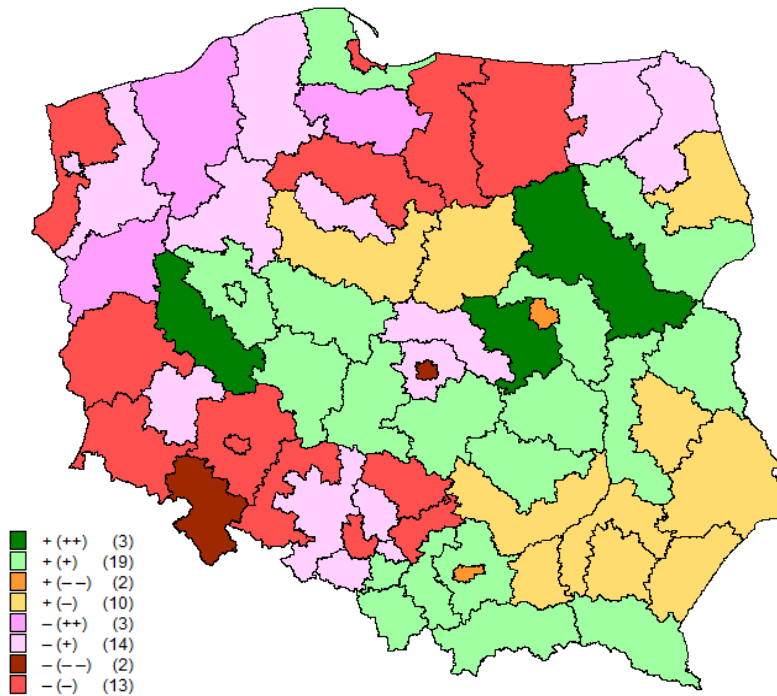 + (++) (3)
+ (+) (19)
+ (– –) (2)
+ (–) (10)
– (++) (3)
– (+) (14)
– (– –) (2)
– (–) (13)